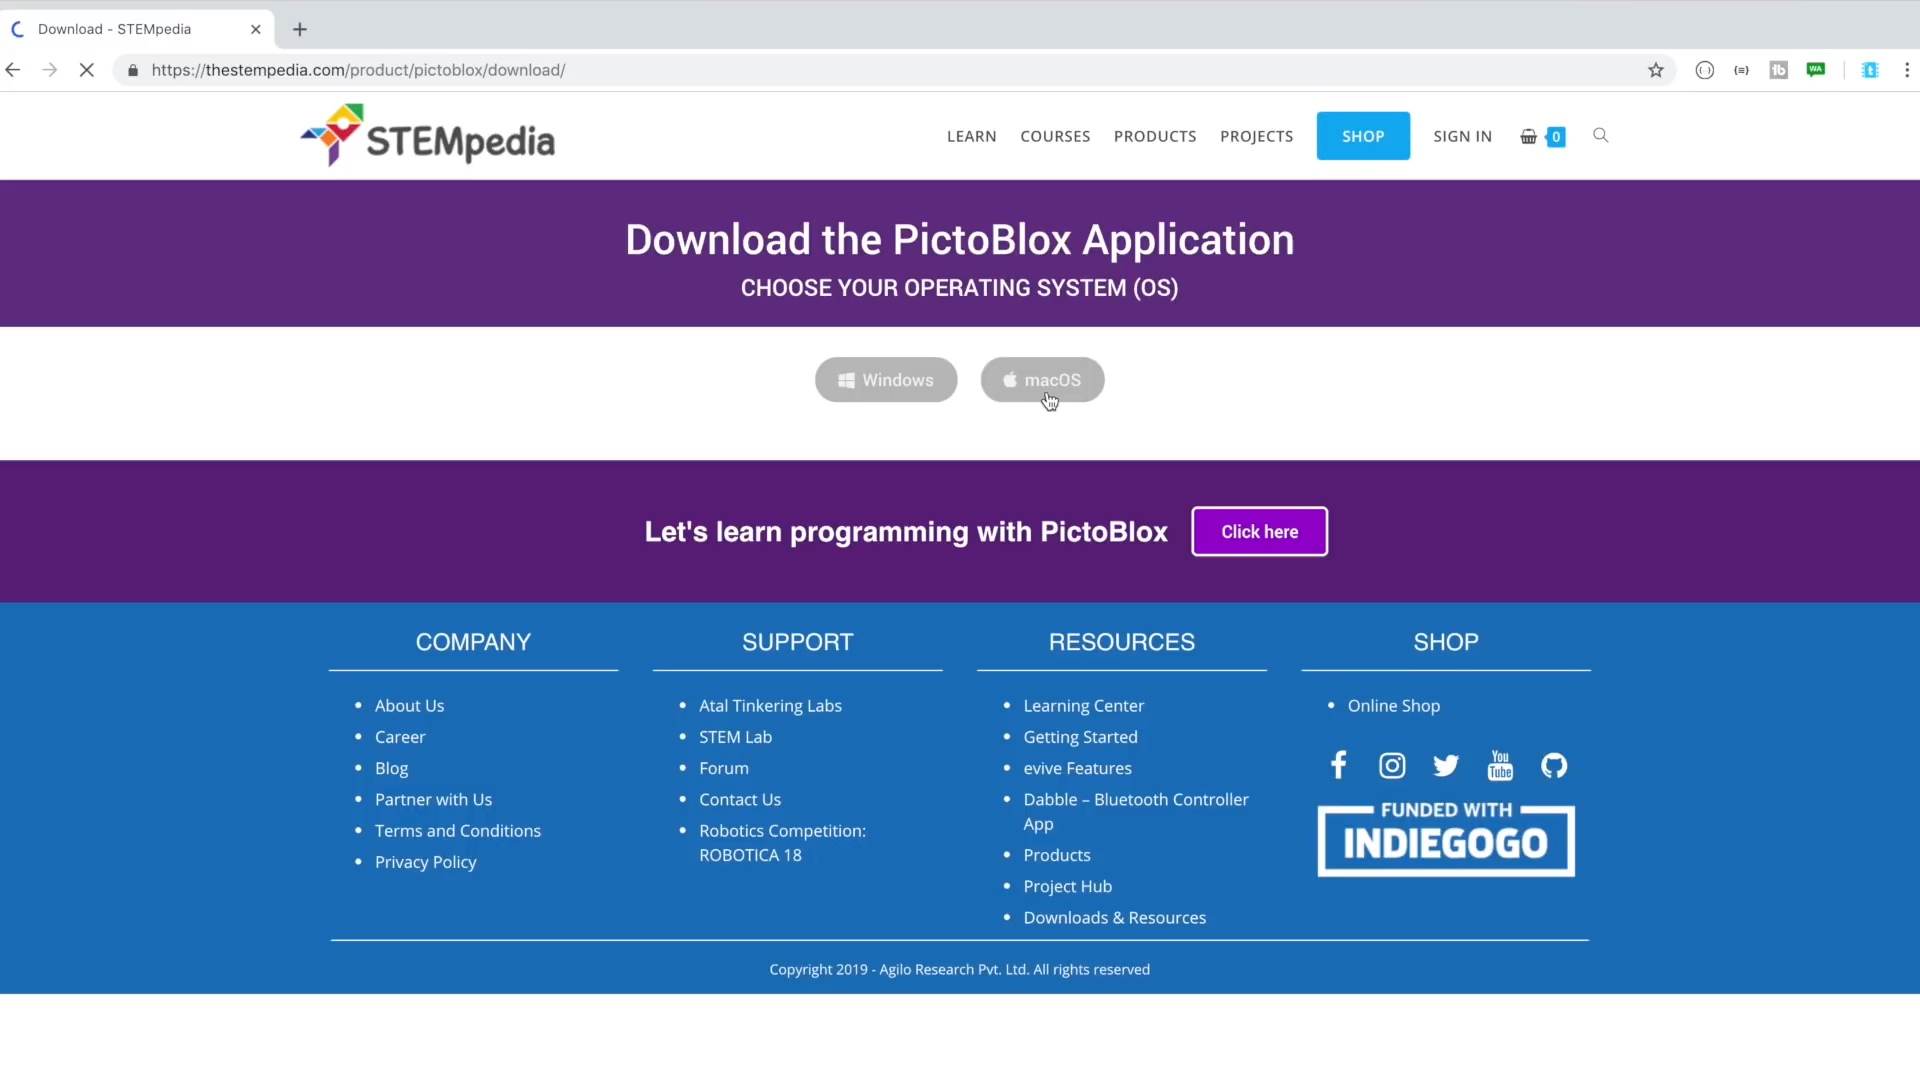 Download - STEMpedia
https://thestempedia.com/product/pictoblox/download/
WA
STEMpedia
LEARN COURSES PRODUCTS PROJECTS SHOP SIGN IN 0
Download the PictoBlox Application
CHOOSE YOUR OPERATING SYSTEM (OS)
Windows macOS
Let's learn programming with PictoBlox Click here
COMPANY
About Us
Career
Blog
Partner with Us
Terms and Conditions
Privacy Policy
SUPPORT
Atal Tinkering Labs
STEM Lab
Forum
Contact Us
Robotics Competition:
ROBOTICA 18
RESOURCES
Learning Center
Getting Started
evive Features
Dabble – Bluetooth Controller
App
Products
Project Hub
Downloads & Resources
SHOP
Online Shop
You
Tube
FUNDED WITH
INDIEGOGO
Copyright 2019 - Agilo Research Pvt. Ltd. All rights reserved